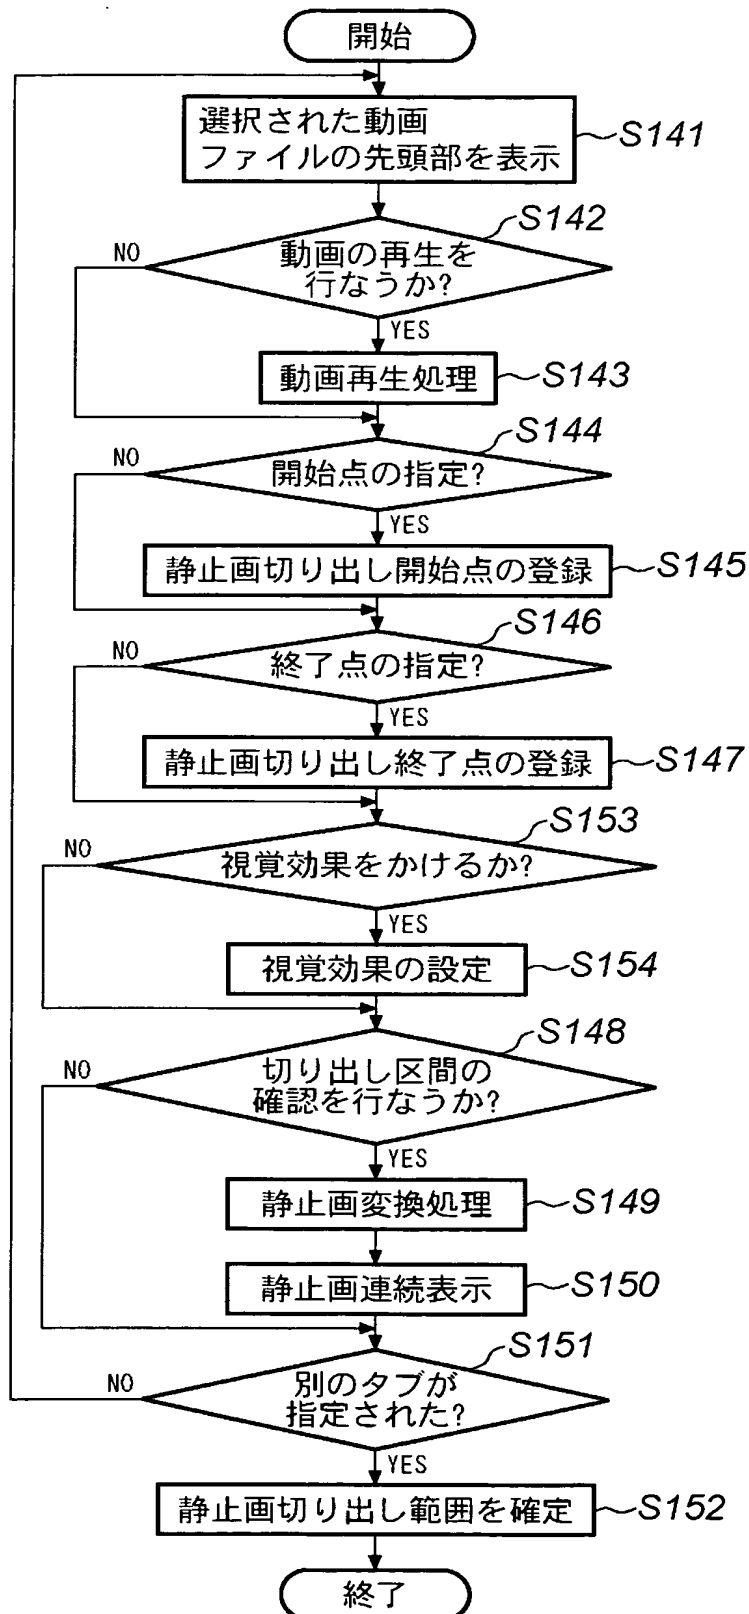 開始
選択された動画
ファイルの先頭部を表示
S141
S142
動画の再生を
行なうか?
NO
YES
動画再生処理
S143
S144
開始点の指定?
NO
YES
静止画切り出し開始点の登録
S145
S146
終了点の指定?
NO
YES
静止画切り出し終了点の登録
S147
S153
視覚効果をかけるか?
NO
YES
視覚効果の設定
S154
S148
切り出し区間の
確認を行なうか?
NO
YES
静止画変換処理
S149
静止画連続表示
S150
S151
別のタブが
指定された?
NO
YES
静止画切り出し範囲を確定
S152
終了